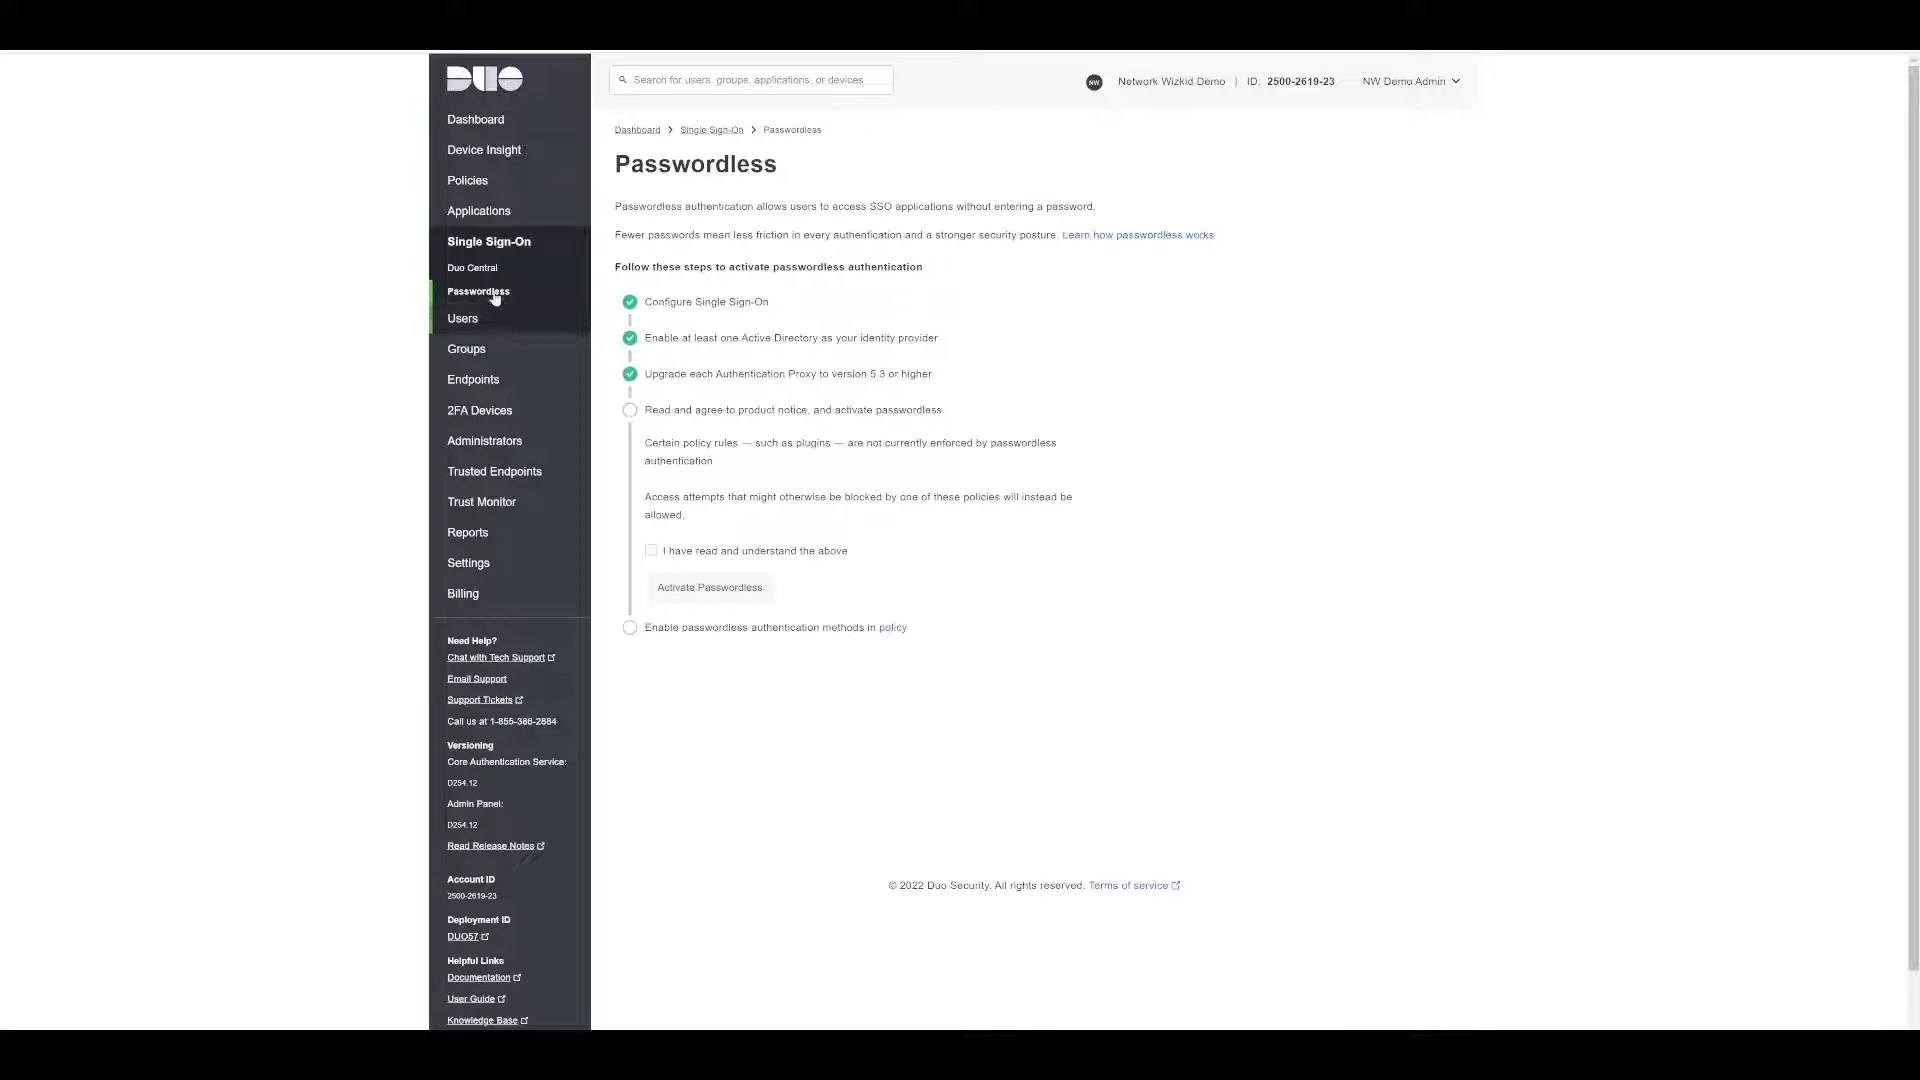 DUO
Search for users, groups, applications, or devices
NW
Network Wizkid Demo | ID: 2500-2619-23
NW Demo Admin
Dashboard
Device Insight
Policies
Applications
Single Sign-On
Duo Central
Passwordless
Users
Groups
Endpoints
2FA Devices
Administrators
Trusted Endpoints
Trust Monitor
Reports
Settings
Billing
Need Help?
Chat with Tech Support
Email Support
Support Tickets
Call us at 1-855-386-2884
Versioning
Core Authentication Service:
D254.12
Admin Panel:
D254.12
Read Release Notes
Account ID
2500-2619-23
Deployment ID
DUO57
Helpful Links
Documentation
User Guide
Knowledge Base
Dashboard > Single Sign-On > Passwordless
Passwordless
Passwordless authentication allows users to access SSO applications without entering a password.
Fewer passwords mean less friction in every authentication and a stronger security posture. Learn how passwordless works
Follow these steps to activate passwordless authentication
Configure Single Sign-On
Enable at least one Active Directory as your identity provider
Upgrade each Authentication Proxy to version 5.3 or higher
Read and agree to product notice, and activate passwordless
Certain policy rules — such as plugins — are not currently enforced by passwordless
authentication
Access attempts that might otherwise be blocked by one of these policies will instead be
allowed.
I have read and understand the above
Activate Passwordless
Enable passwordless authentication methods in policy
© 2022 Duo Security. All rights reserved. Terms of service